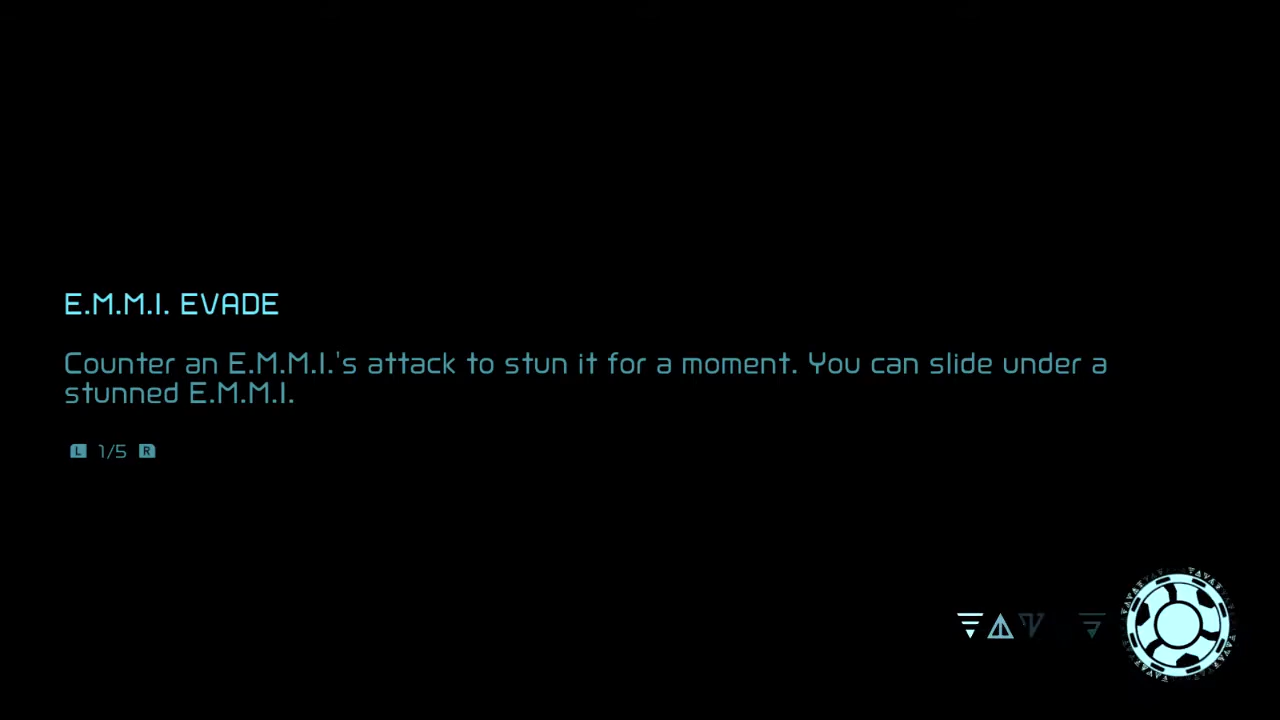 E.M.M.I. EVADE
Counter an E.M.M.I.'s attack to stun it for a moment. You can slide under a
stunned E.M.M.I.
L 1/5 R